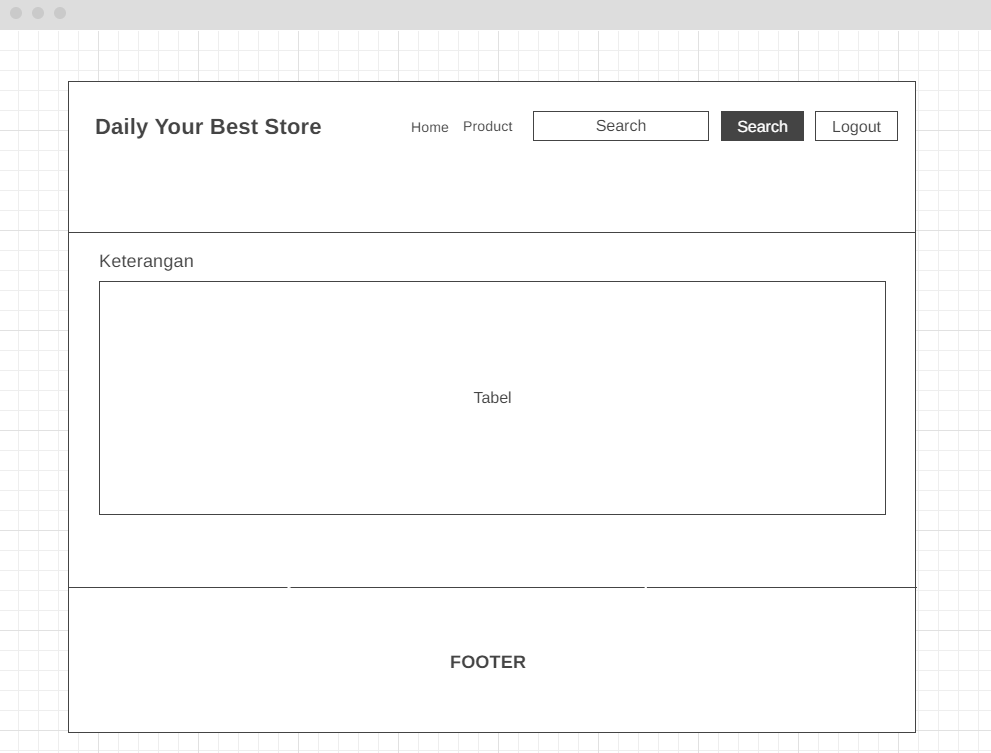 Daily Your Best Store
Home Product Search Search Logout
Keterangan
Tabel
FOOTER